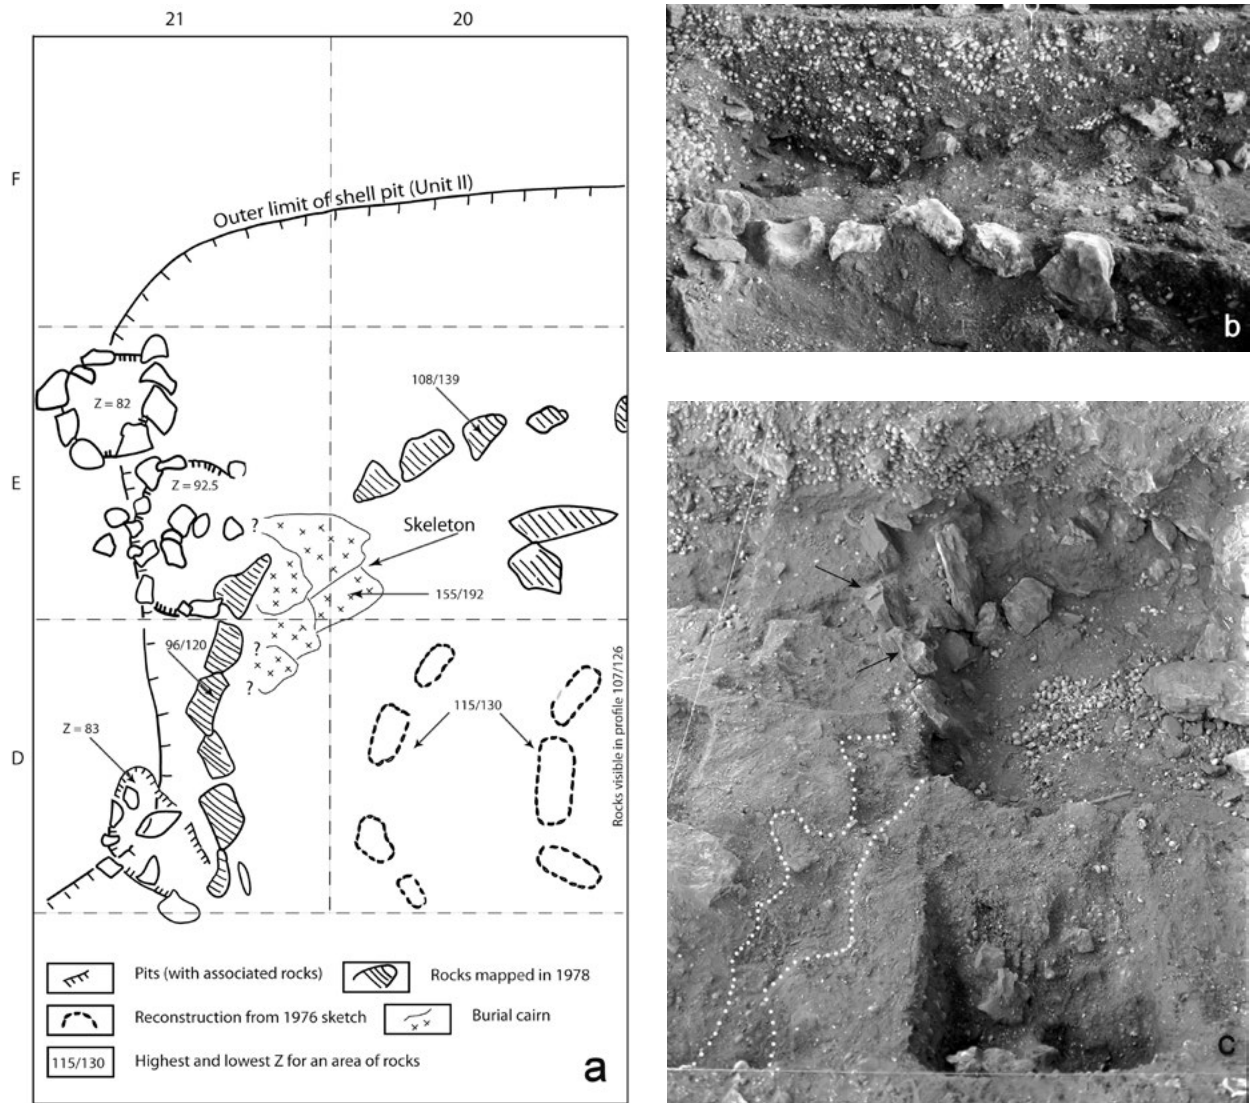 21 20
F
Outer limit of shell pit (Unit II)
Z = 82
108/139
E
Z = 92.5
?
Skeleton
155/192
96/120
?
?
Z = 83
115/130
D
Rocks visible in profile 107/126
Pits (with associated rocks)
Rocks mapped in 1978
Reconstruction from 1976 sketch
Burial cairn
115/130 Highest and lowest Z for an area of rocks
a
b
c